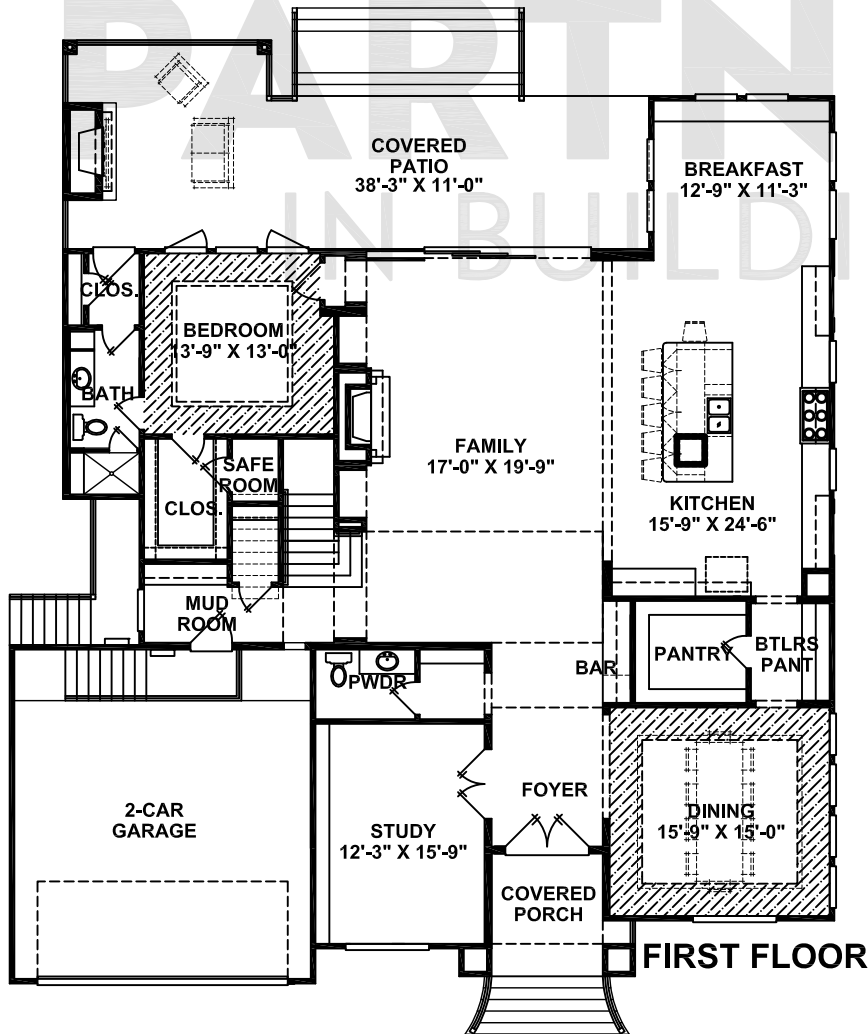 PARTN
IN BUILDI
COVERED
PATIO
38'-3" X 11'-0"
BREAKFAST
12'-9" X 11'-3"
CLOS.
BEDROOM
13'-9" X 13'-0"
BATH
FAMILY
17'-0" X 19'-9"
SAFE
ROOM
CLOS.
KITCHEN
15'-9" X 24'-6"
MUD
ROOM
BAR
PANTRY
BTLRS
PANT
PWDR
2-CAR
GARAGE
STUDY
12'-3" X 15'-9"
FOYER
DINING
15'-9" X 15'-0"
COVERED
PORCH
FIRST FLOOR